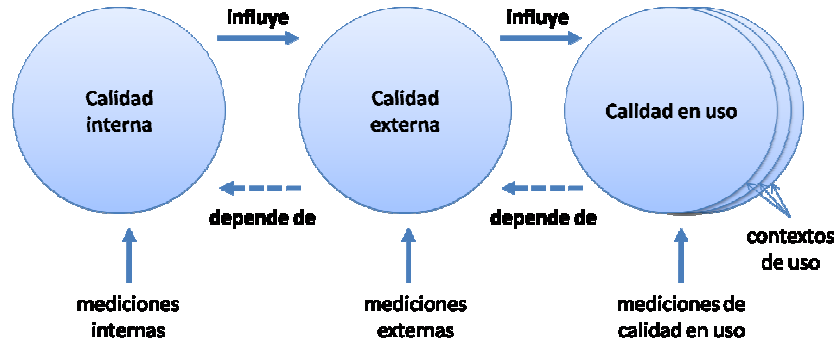 influye
influye
Calidad
interna
Calidad
externa
Calidad en uso
depende de
depende de
contextos
de uso
mediciones
internas
mediciones
externas
mediciones de
calidad en uso